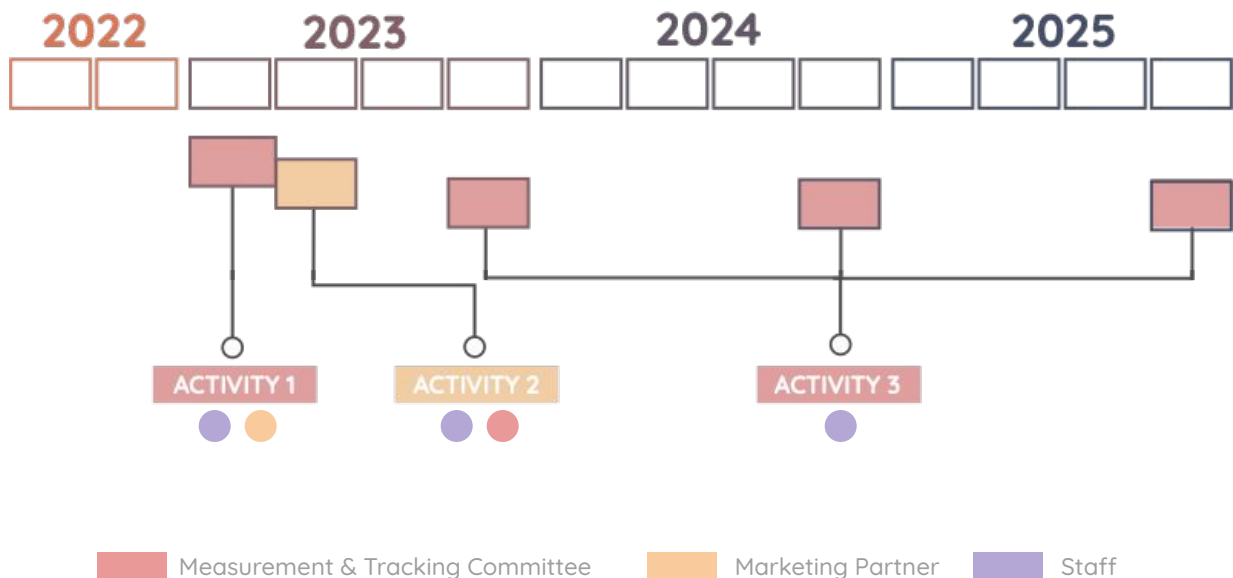 2022 2023 2024 2025
ACTIVITY 1 ACTIVITY 2 ACTIVITY 3
Measurement & Tracking Committee Marketing Partner Staff